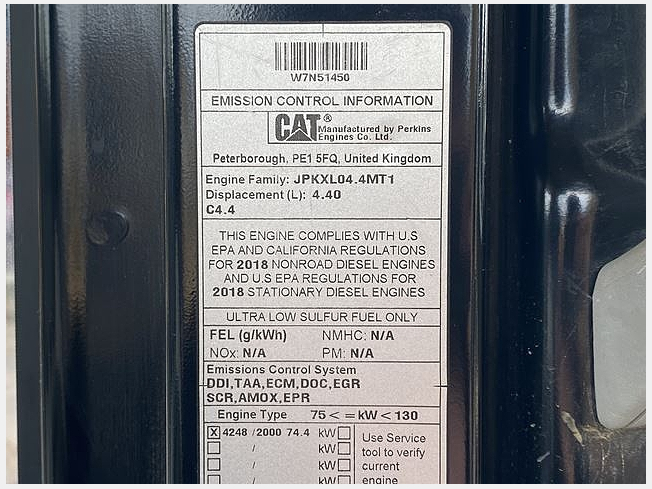 W7N51450
EMISSION CONTROL INFORMATION
CAT® Manufactured by Perkins
Engines Co. Ltd.
Peterborough, PE1 5FQ, United Kingdom
Engine Family: JPKXL04.4MT1
Displacement (L): 4.40
C4.4
THIS ENGINE COMPLIES WITH U.S
EPA AND CALIFORNIA REGULATIONS
FOR 2018 NONROAD DIESEL ENGINES
AND U.S EPA REGULATIONS FOR
2018 STATIONARY DIESEL ENGINES
ULTRA LOW SULFUR FUEL ONLY
FEL (g/kWh) NMHC: N/A
NOx: N/A PM: N/A
Emissions Control System
DDI,TAA,ECM,DOC,EGR
SCR,AMOX,EPR
Engine Type 75 < = kW < 130
X 4248 /2000 74.4 kW Use Service
/ kW tool to verify
/ kW current
/ kW engine